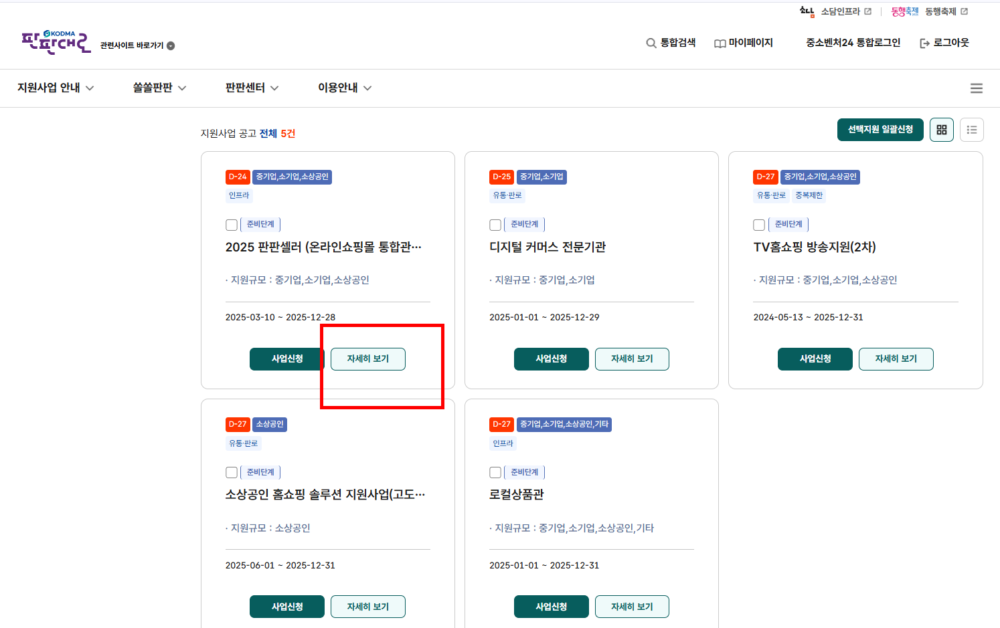 소담 소담인프라 동행축제 동행축제
판판대로 KODMA 관련사이트 바로가기 통합검색 마이페이지 중소벤처24 통합로그인 로그아웃
지원사업 안내 쏠쏠판판 판판센터 이용안내
지원사업 공고 전체 5건 선택지원 일괄신청
D-24 중기업,소기업,소상공인
인프라
준비단계
2025 판판셀러 (온라인쇼핑몰 통합관···
· 지원규모 : 중기업,소기업,소상공인
2025-03-10 ~ 2025-12-28
사업신청 자세히 보기
D-25 중기업,소기업
유통·판로
준비단계
디지털 커머스 전문기관
· 지원규모 : 중기업,소기업
2025-01-01 ~ 2025-12-29
사업신청 자세히 보기
D-27 중기업,소기업,소상공인
유통·판로 중복제한
준비단계
TV홈쇼핑 방송지원(2차)
· 지원규모 : 중기업,소기업,소상공인
2024-05-13 ~ 2025-12-31
사업신청 자세히 보기
D-27 소상공인
유통·판로
준비단계
소상공인 홈쇼핑 솔루션 지원사업(고도···
· 지원규모 : 소상공인
2025-06-01 ~ 2025-12-31
사업신청 자세히 보기
D-27 중기업,소기업,소상공인,기타
인프라
준비단계
로컬상품관
· 지원규모 : 중기업,소기업,소상공인,기타
2025-01-01 ~ 2025-12-31
사업신청 자세히 보기